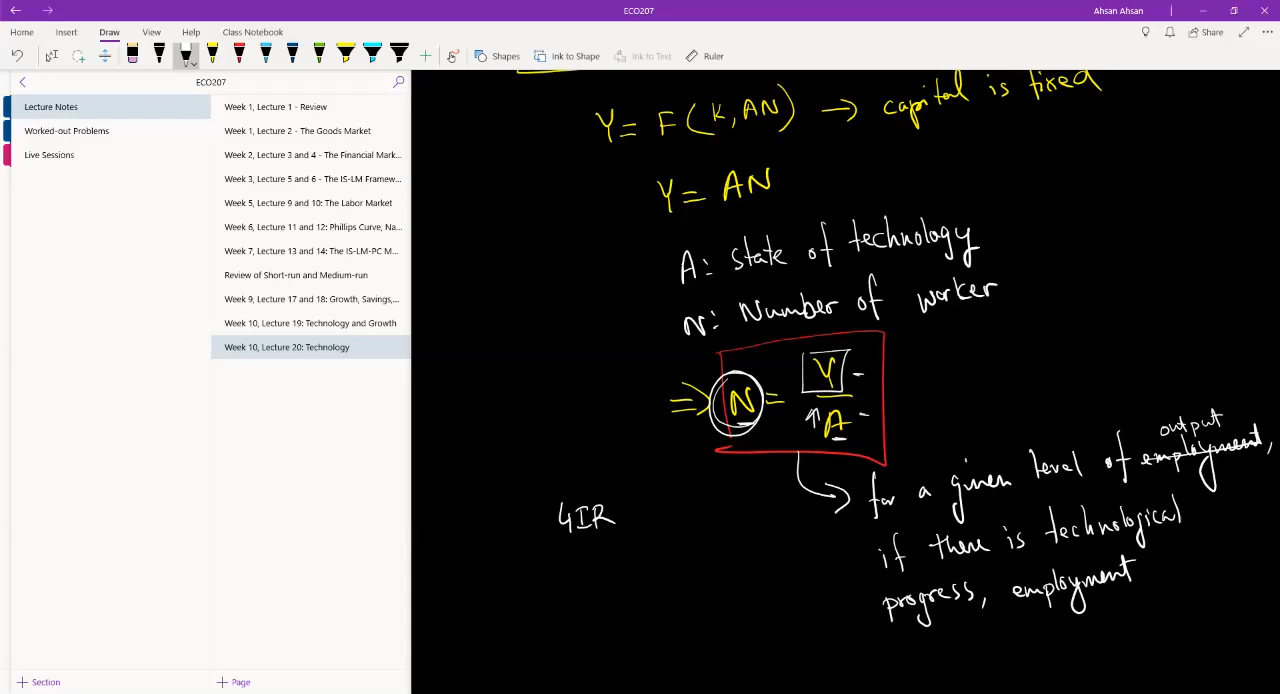 ECO207
Ahsan Ahsan
Home
Insert
Draw
View
Help
Class Notebook
Share
Shapes
Ink to Shape
Ink to Text
Ruler
ECO207
Lecture Notes
Worked-out Problems
Live Sessions
Week 1, Lecture 1 - Review
Week 1, Lecture 2 - The Goods Market
Week 2, Lecture 3 and 4 - The Financial Mark...
Week 3, Lecture 5 and 6 - The IS-LM Framew...
Week 5, Lecture 9 and 10: The Labor Market
Week 6, Lecture 11 and 12: Phillips Curve, Na...
Week 7, Lecture 13 and 14: The IS-LM-PC M...
Review of Short-run and Medium-run
Week 9, Lecture 17 and 18: Growth, Savings,...
Week 10, Lecture 19: Technology and Growth
Week 10, Lecture 20: Technology
Section
Page
Y = F(K, AN) → capital is fixed
Y = AN
A: state of technology
N: Number of worker
⇒ N = Y / ↑ A
4IR
output
for a given level of employment,
if there is technological
progress, employment